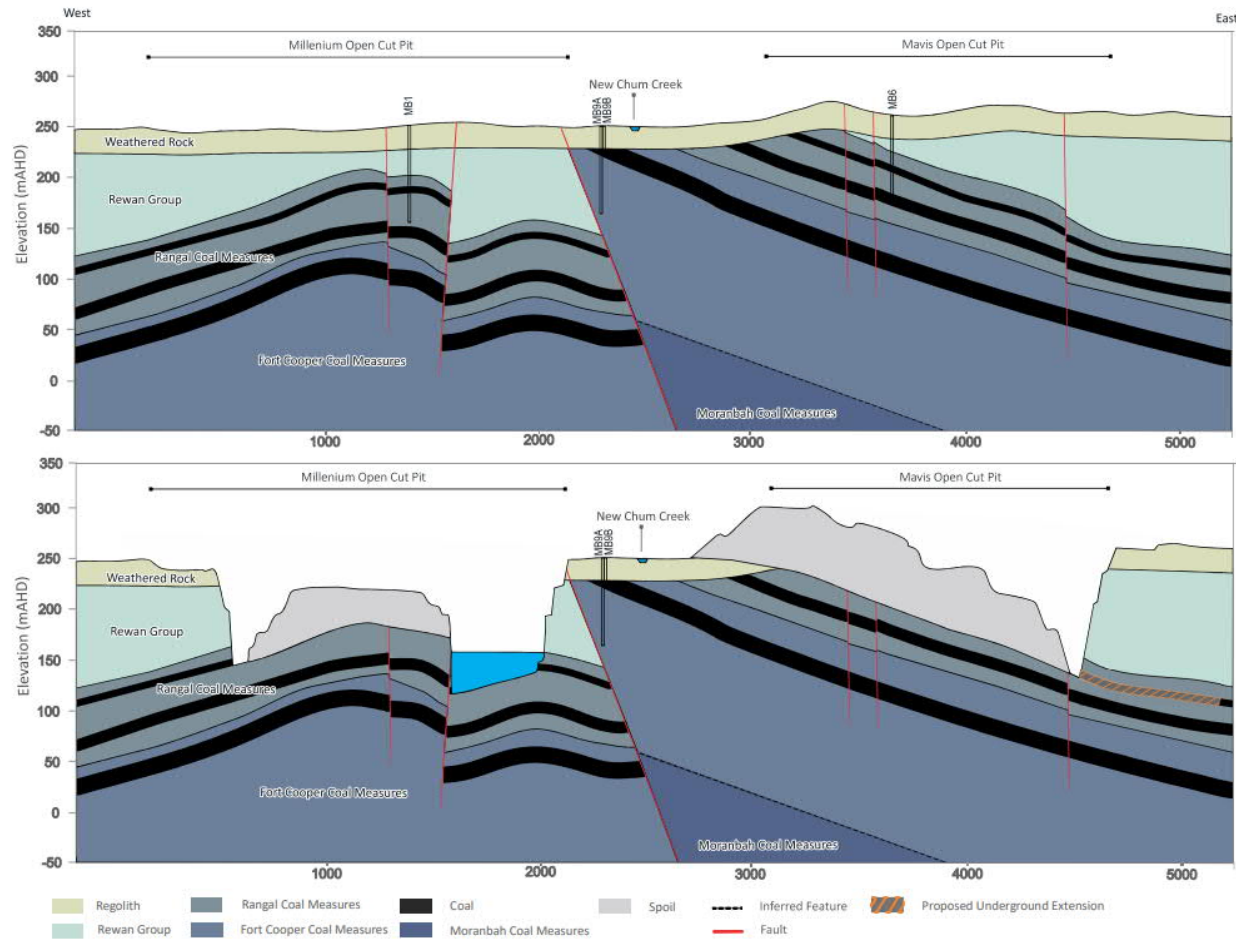 West
East
350
Millenium Open Cut Pit
Mavis Open Cut Pit
300
New Chum Creek
MB1
MB9A
MB9B
MB6
250
Weathered Rock
200
Rewan Group
150
Rangal Coal Measures
100
50
Fort Cooper Coal Measures
0
Moranbah Coal Measures
-50
Elevation (mAHD)
1000 2000 3000 4000 5000
350
Millenium Open Cut Pit
Mavis Open Cut Pit
300
New Chum Creek
MB9A
MB9B
250
Weathered Rock
200
Rewan Group
150
Rangal Coal Measures
100
50
Fort Cooper Coal Measures
0
Moranbah Coal Measures
-50
Elevation (mAHD)
1000 2000 3000 4000 5000
Regolith Rangal Coal Measures Coal Spoil Inferred Feature Proposed Underground Extension
Rewan Group Fort Cooper Coal Measures Moranbah Coal Measures Fault